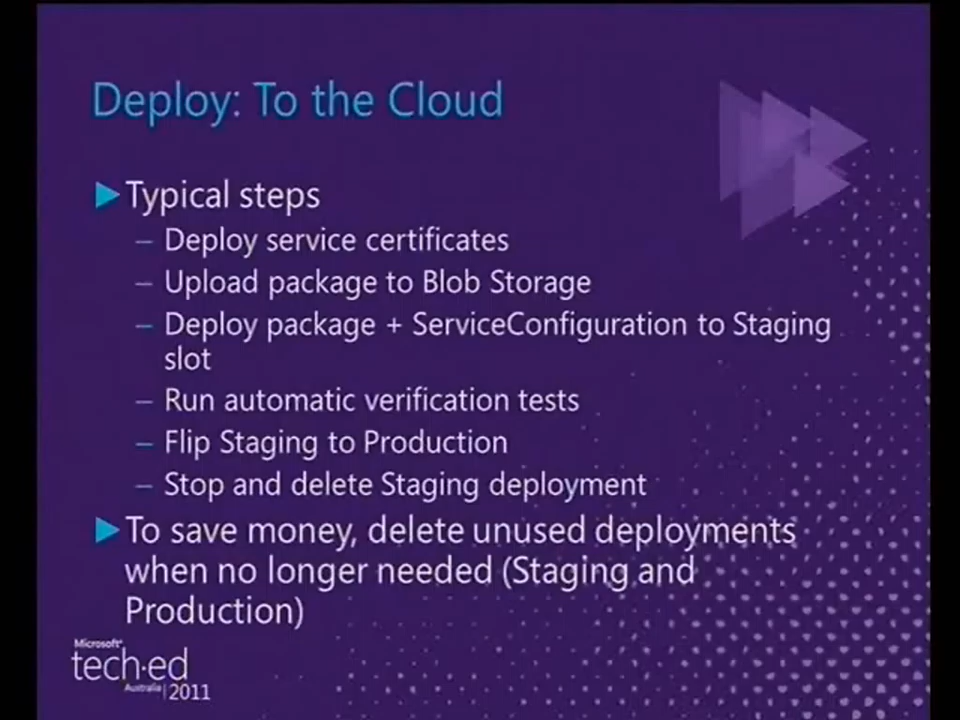 Deploy: To the Cloud
Typical steps
– Deploy service certificates
– Upload package to Blob Storage
– Deploy package + ServiceConfiguration to Staging
slot
– Run automatic verification tests
– Flip Staging to Production
– Stop and delete Staging deployment
To save money, delete unused deployments
when no longer needed (Staging and
Production)
Microsoft®
tech·ed
Australia | 2011